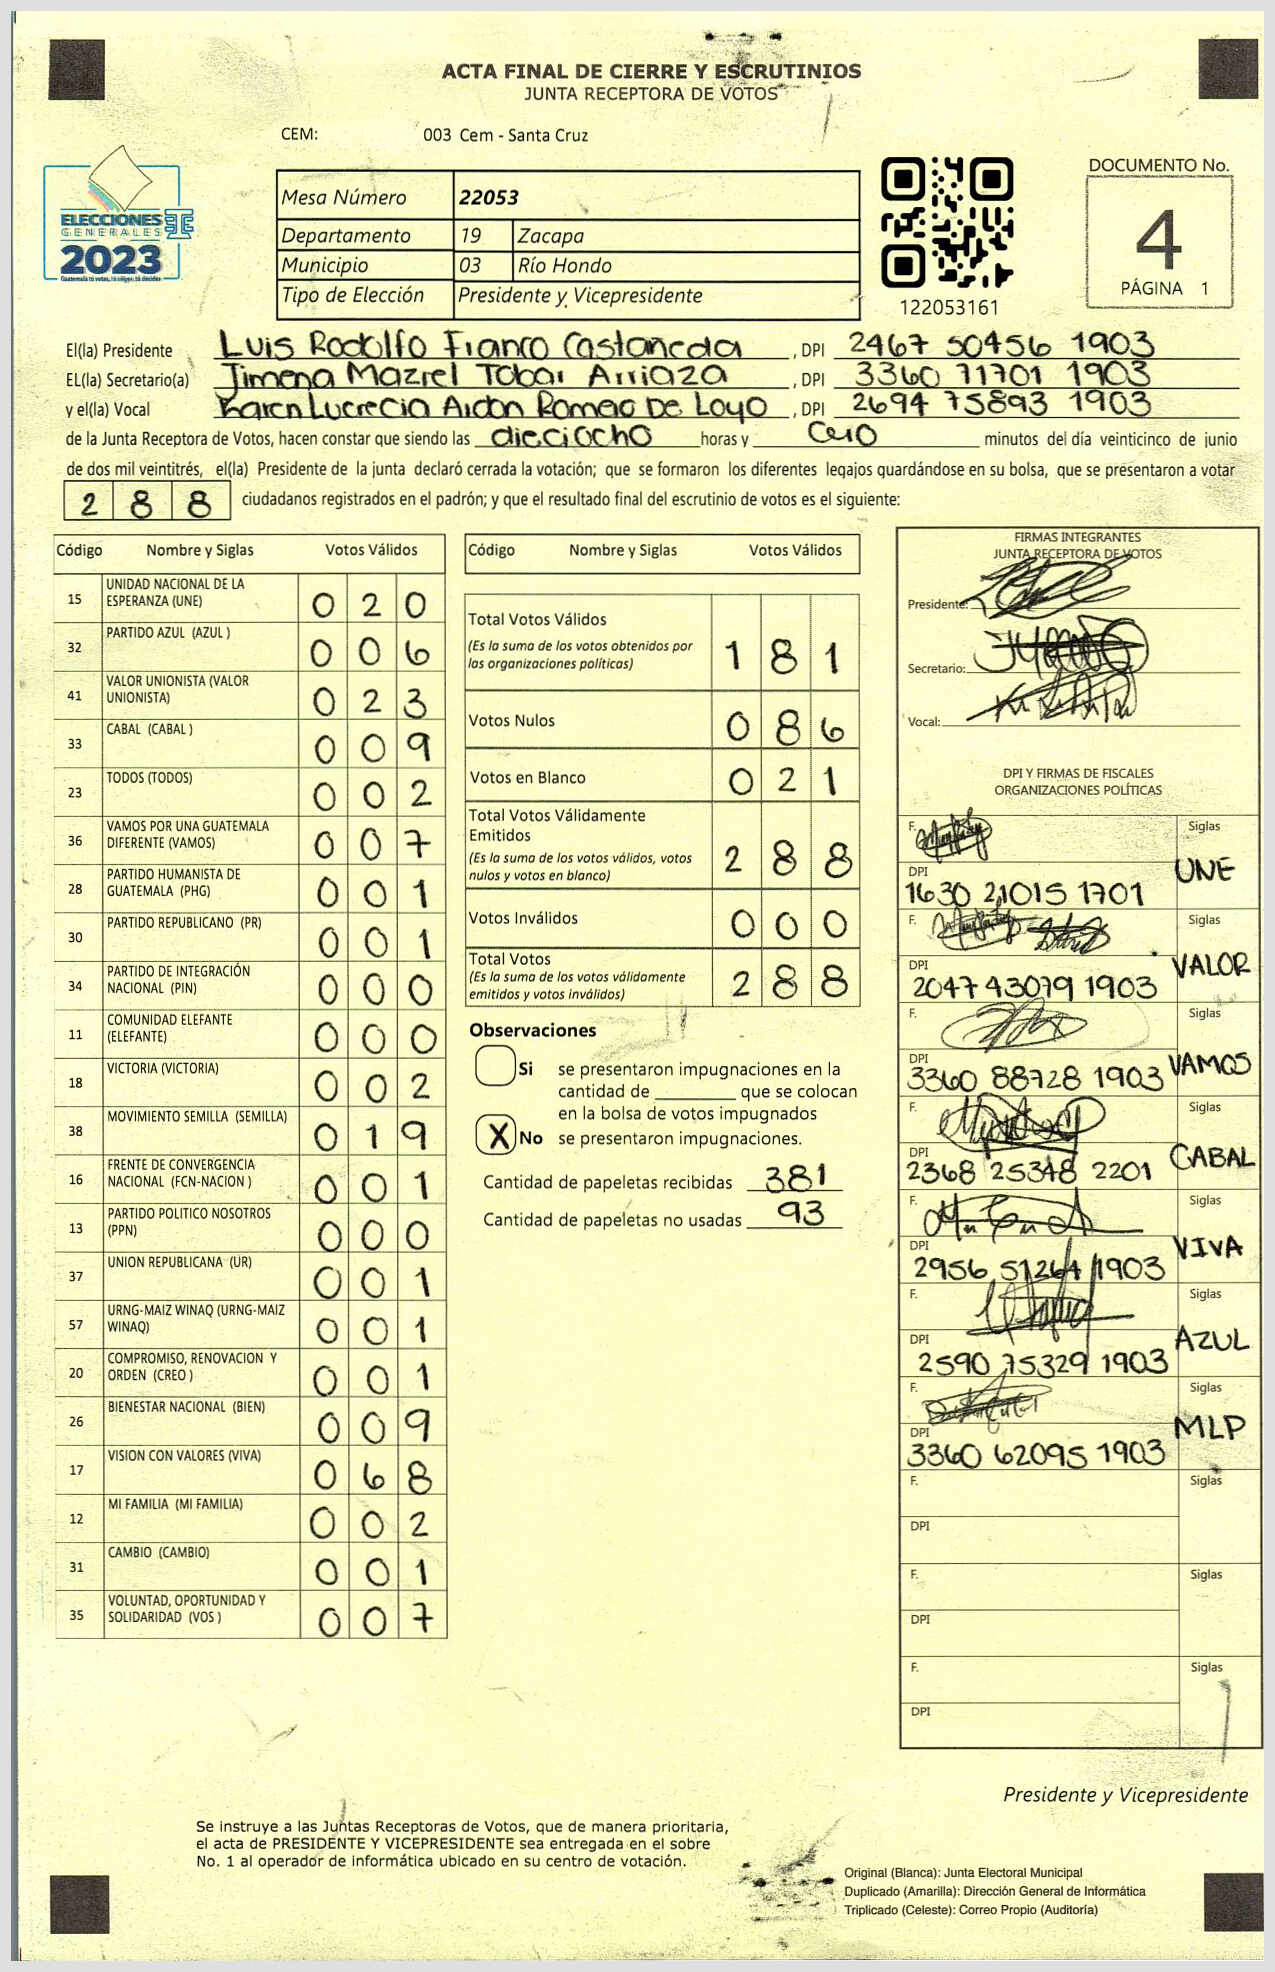 ACTA FINAL DE CIERRE Y ESCRUTINIOS
JUNTA RECEPTORA DE VOTOS
CEM: 003 Cem - Santa Cruz
ELECCIONES
GENERALES
2023
Guatemala tú votas, tú eliges, tú decides
Mesa Número 22053
Departamento 19 Zacapa
Municipio 03 Río Hondo
Tipo de Elección Presidente y Vicepresidente
122053161
DOCUMENTO No.
4
PÁGINA 1
El(la) Presidente Luis Rodolfo Franco Castañeda , DPI 2467 50456 1903
EL(la) Secretario(a) Jimena Maziel Tobar Arriaza , DPI 3360 71701 1903
y el(la) Vocal Karen Lucrecia Aldon Romeo De Loyo , DPI 2694 75893 1903
de la Junta Receptora de Votos, hacen constar que siendo las dieciocho horas y cero minutos del día veinticinco de junio
de dos mil veintitrés, el(la) Presidente de la junta declaró cerrada la votación; que se formaron los diferentes legajos guardándose en su bolsa, que se presentaron a votar
288 ciudadanos registrados en el padrón; y que el resultado final del escrutinio de votos es el siguiente:
Código Nombre y Siglas Votos Válidos
15 UNIDAD NACIONAL DE LA ESPERANZA (UNE) 0 2 0
32 PARTIDO AZUL (AZUL ) 0 0 6
41 VALOR UNIONISTA (VALOR UNIONISTA) 0 2 3
33 CABAL (CABAL ) 0 0 9
23 TODOS (TODOS) 0 0 2
36 VAMOS POR UNA GUATEMALA DIFERENTE (VAMOS) 0 0 7
28 PARTIDO HUMANISTA DE GUATEMALA (PHG) 0 0 1
30 PARTIDO REPUBLICANO (PR) 0 0 1
34 PARTIDO DE INTEGRACIÓN NACIONAL (PIN) 0 0 0
11 COMUNIDAD ELEFANTE (ELEFANTE) 0 0 0
18 VICTORIA (VICTORIA) 0 0 2
38 MOVIMIENTO SEMILLA (SEMILLA) 0 1 9
16 FRENTE DE CONVERGENCIA NACIONAL (FCN-NACION ) 0 0 1
13 PARTIDO POLITICO NOSOTROS (PPN) 0 0 0
37 UNION REPUBLICANA (UR) 0 0 1
57 URNG-MAIZ WINAQ (URNG-MAIZ WINAQ) 0 0 1
20 COMPROMISO, RENOVACION Y ORDEN (CREO ) 0 0 1
26 BIENESTAR NACIONAL (BIEN) 0 0 9
17 VISION CON VALORES (VIVA) 0 6 8
12 MI FAMILIA (MI FAMILIA) 0 0 2
31 CAMBIO (CAMBIO) 0 0 1
35 VOLUNTAD, OPORTUNIDAD Y SOLIDARIDAD (VOS ) 0 0 7
Código Nombre y Siglas Votos Válidos
Total Votos Válidos
(Es la suma de los votos obtenidos por
las organizaciones políticas) 1 8 1
Votos Nulos 0 8 6
Votos en Blanco 0 2 1
Total Votos Válidamente
Emitidos
(Es la suma de los votos válidos, votos
nulos y votos en blanco) 2 8 8
Votos Inválidos 0 0 0
Total Votos
(Es la suma de los votos válidamente
emitidos y votos inválidos) 2 8 8
Observaciones
Si se presentaron impugnaciones en la
cantidad de ________ que se colocan
en la bolsa de votos impugnados
X No se presentaron impugnaciones.
Cantidad de papeletas recibidas 381
Cantidad de papeletas no usadas 93
FIRMAS INTEGRANTES
JUNTA RECEPTORA DE VOTOS
Presidente:
Secretario:
Vocal:
DPI Y FIRMAS DE FISCALES
ORGANIZACIONES POLÍTICAS
F. Siglas
DPI 1630 21015 1701 UNE
F. Siglas
DPI 2047 43079 1903 VALOR
F. Siglas
DPI 3360 88728 1903 VAMOS
F. Siglas
DPI 2368 25348 2201 CABAL
F. Siglas
DPI 2956 51264 1903 VIVA
F. Siglas
DPI 2590 75329 1903 AZUL
F. Siglas
DPI 3360 62095 1903 MLP
F. Siglas
DPI
F. Siglas
DPI
F. Siglas
DPI
Presidente y Vicepresidente
Se instruye a las Juntas Receptoras de Votos, que de manera prioritaria,
el acta de PRESIDENTE Y VICEPRESIDENTE sea entregada en el sobre
No. 1 al operador de informática ubicado en su centro de votación.
Original (Blanca): Junta Electoral Municipal
Duplicado (Amarilla): Dirección General de Informática
Triplicado (Celeste): Correo Propio (Auditoría)